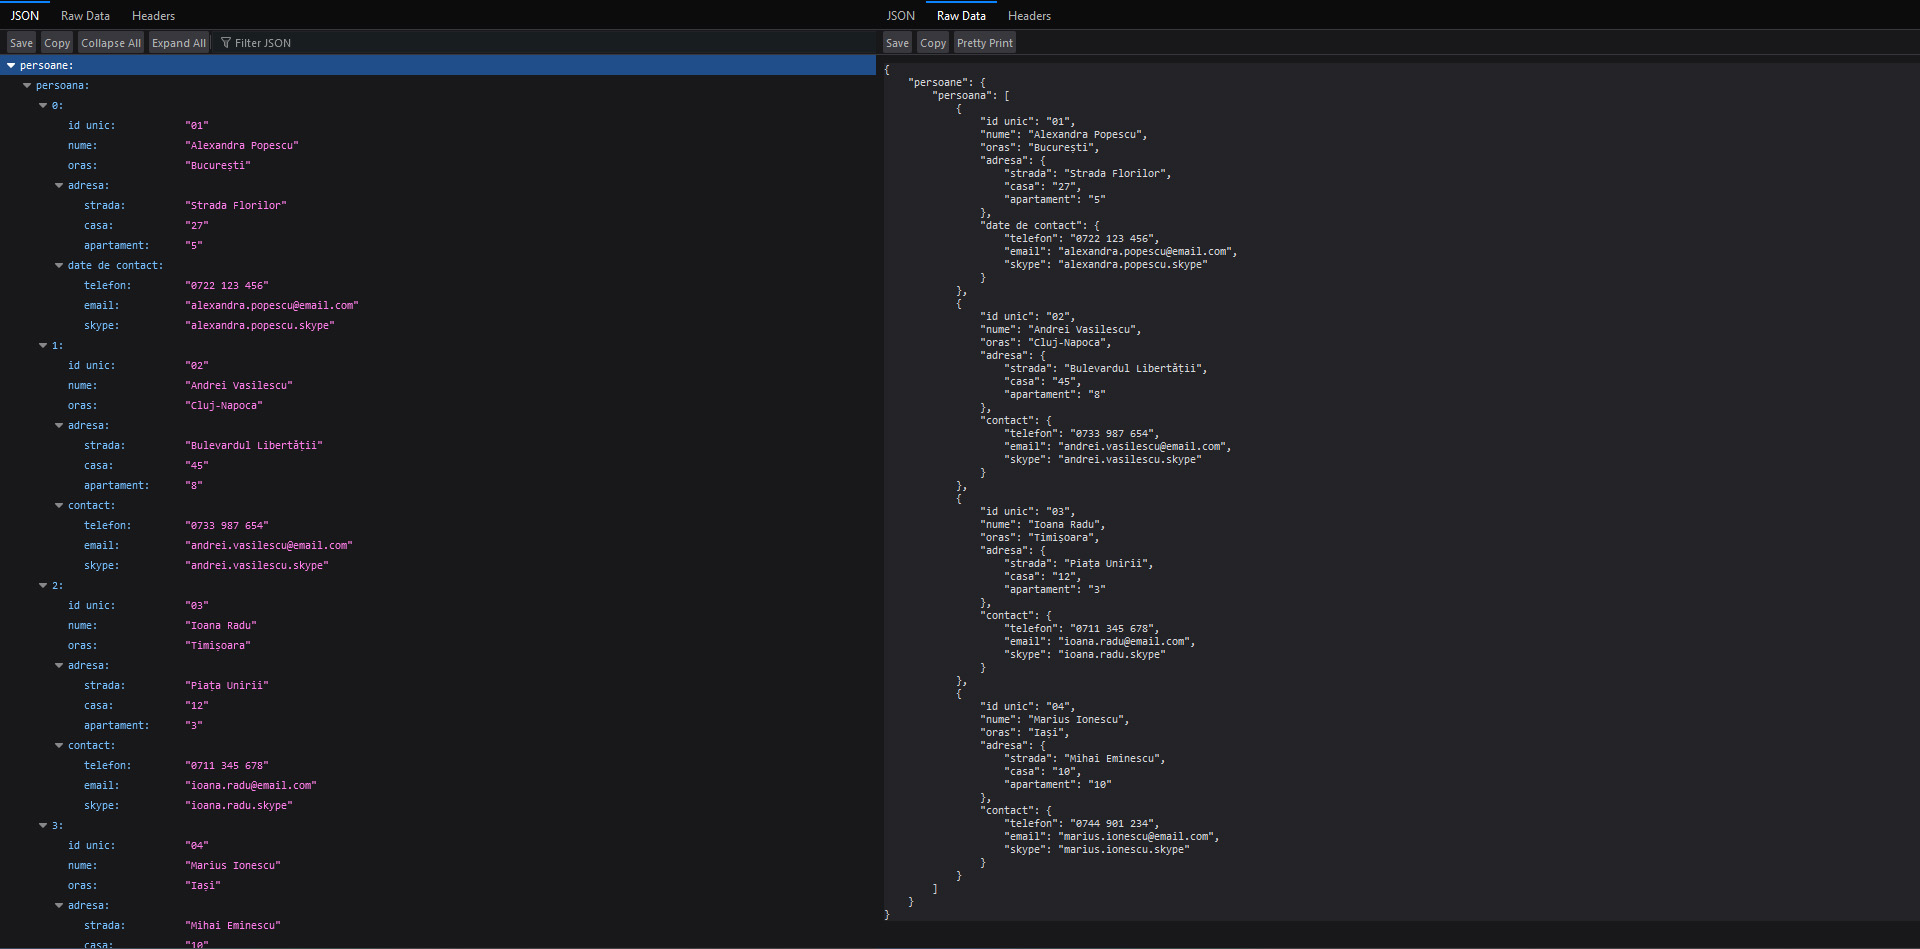 JSON Raw Data Headers
Save Copy Collapse All Expand All Filter JSON
persoane:
persoana:
0:
id unic: "01"
nume: "Alexandra Popescu"
oras: "București"
adresa:
strada: "Strada Florilor"
casa: "27"
apartament: "5"
date de contact:
telefon: "0722 123 456"
email: "alexandra.popescu@email.com"
skype: "alexandra.popescu.skype"
1:
id unic: "02"
nume: "Andrei Vasilescu"
oras: "Cluj-Napoca"
adresa:
strada: "Bulevardul Libertății"
casa: "45"
apartament: "8"
contact:
telefon: "0733 987 654"
email: "andrei.vasilescu@email.com"
skype: "andrei.vasilescu.skype"
2:
id unic: "03"
nume: "Ioana Radu"
oras: "Timișoara"
adresa:
strada: "Piața Unirii"
casa: "12"
apartament: "3"
contact:
telefon: "0711 345 678"
email: "ioana.radu@email.com"
skype: "ioana.radu.skype"
3:
id unic: "04"
nume: "Marius Ionescu"
oras: "Iași"
adresa:
strada: "Mihai Eminescu"
casa: "10"
JSON Raw Data Headers
Save Copy Pretty Print
{
"persoane": {
"persoana": [
{
"id unic": "01",
"nume": "Alexandra Popescu",
"oras": "București",
"adresa": {
"strada": "Strada Florilor",
"casa": "27",
"apartament": "5"
},
"date de contact": {
"telefon": "0722 123 456",
"email": "alexandra.popescu@email.com",
"skype": "alexandra.popescu.skype"
}
},
{
"id unic": "02",
"nume": "Andrei Vasilescu",
"oras": "Cluj-Napoca",
"adresa": {
"strada": "Bulevardul Libertății",
"casa": "45",
"apartament": "8"
},
"contact": {
"telefon": "0733 987 654",
"email": "andrei.vasilescu@email.com",
"skype": "andrei.vasilescu.skype"
}
},
{
"id unic": "03",
"nume": "Ioana Radu",
"oras": "Timișoara",
"adresa": {
"strada": "Piața Unirii",
"casa": "12",
"apartament": "3"
},
"contact": {
"telefon": "0711 345 678",
"email": "ioana.radu@email.com",
"skype": "ioana.radu.skype"
}
},
{
"id unic": "04",
"nume": "Marius Ionescu",
"oras": "Iași",
"adresa": {
"strada": "Mihai Eminescu",
"casa": "10",
"apartament": "10"
},
"contact": {
"telefon": "0744 901 234",
"email": "marius.ionescu@email.com",
"skype": "marius.ionescu.skype"
}
}
]
}
}